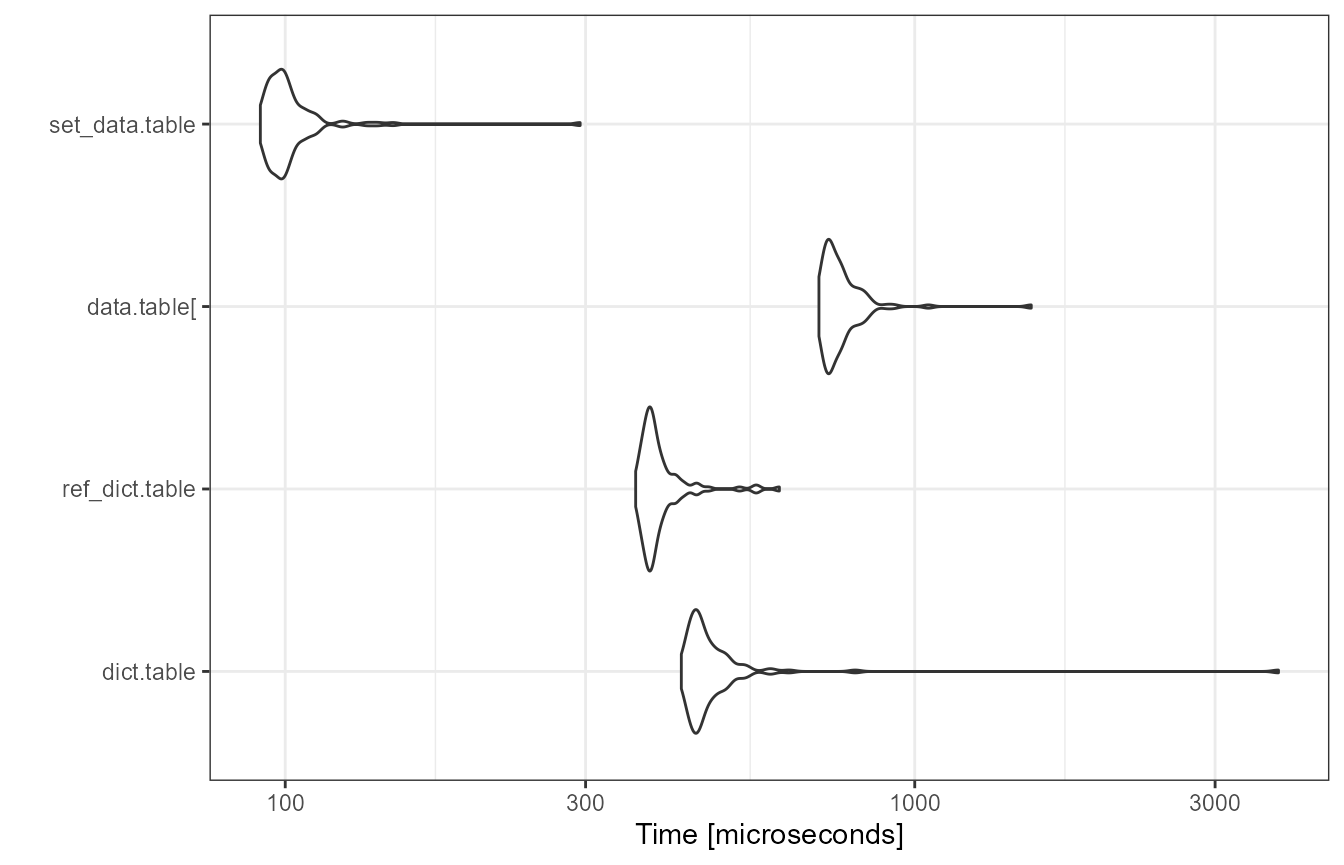 set_data.table
data.table[
ref_dict.table
dict.table
100 300 1000 3000
Time [microseconds]